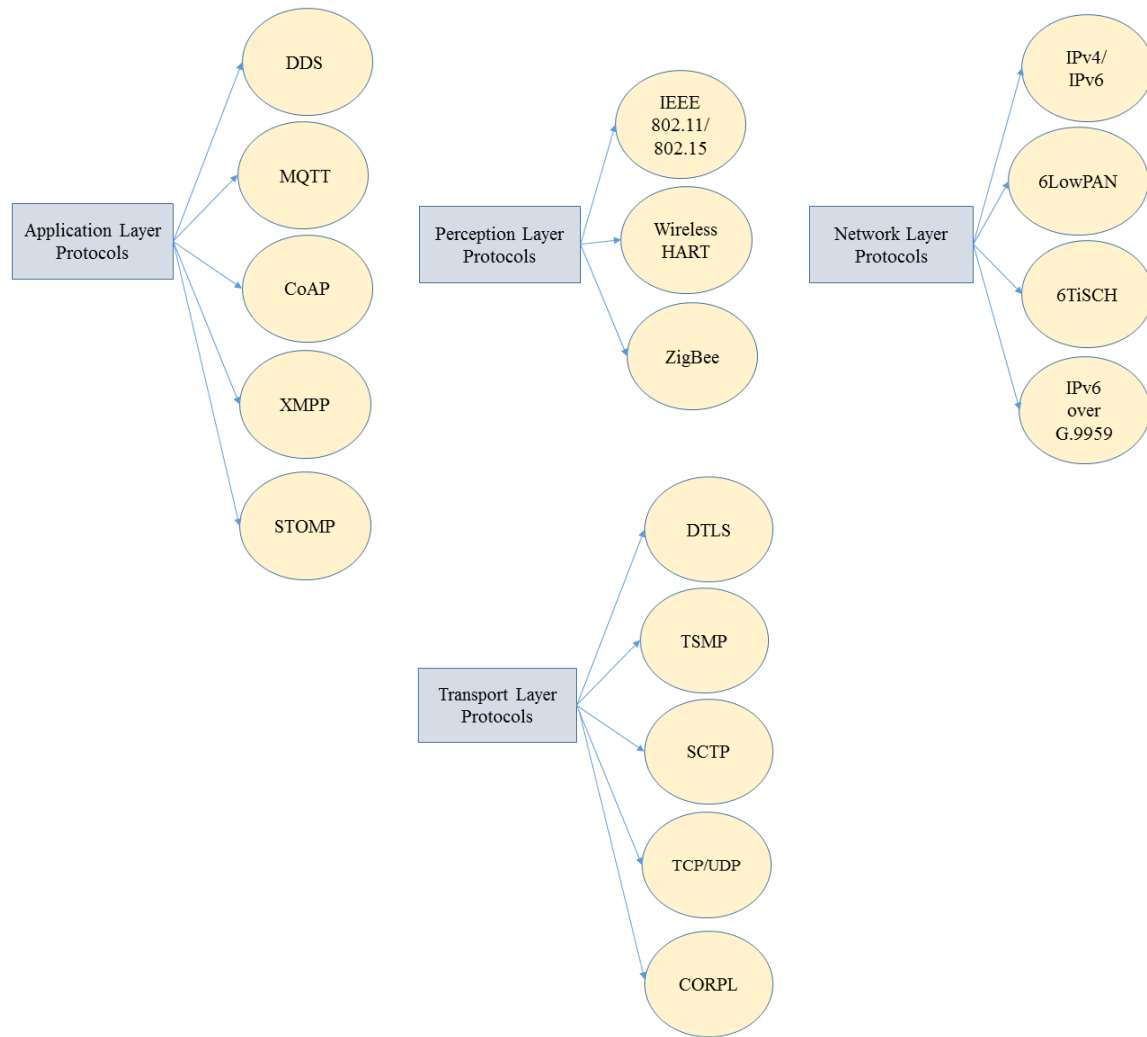 Application Layer
Protocols
DDS
MQTT
CoAP
XMPP
STOMP
Perception Layer
Protocols
IEEE
802.11/
802.15
Wireless
HART
ZigBee
Network Layer
Protocols
IPv4/
IPv6
6LowPAN
6TiSCH
IPv6
over
G.9959
Transport Layer
Protocols
DTLS
TSMP
SCTP
TCP/UDP
CORPL